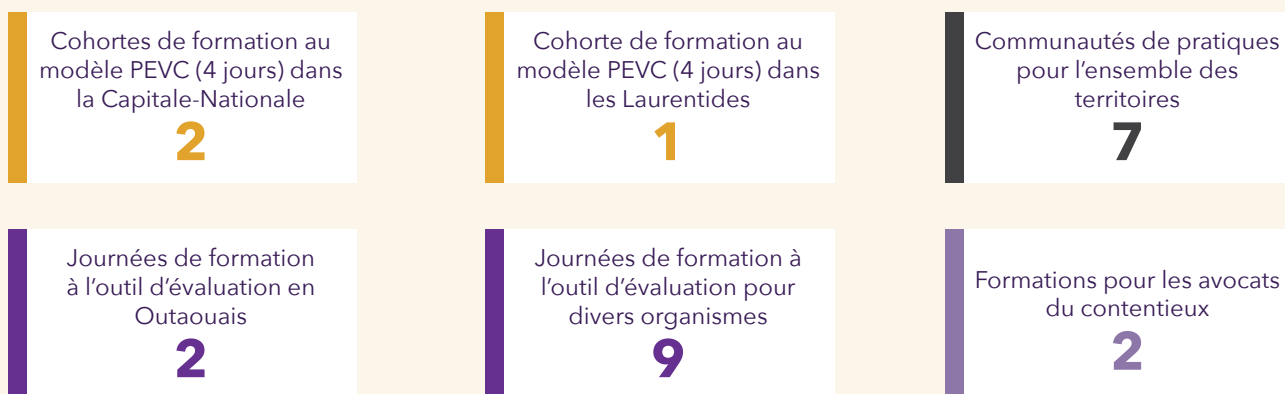 Cohortes de formation au
modèle PEVC (4 jours) dans
la Capitale-Nationale
2
Cohorte de formation au
modèle PEVC (4 jours) dans
les Laurentides
1
Communautés de pratiques
pour l’ensemble des
territoires
7
Journées de formation
à l’outil d’évaluation en
Outaouais
2
Journées de formation à
l’outil d’évaluation pour
divers organismes
9
Formations pour les avocats
du contentieux
2